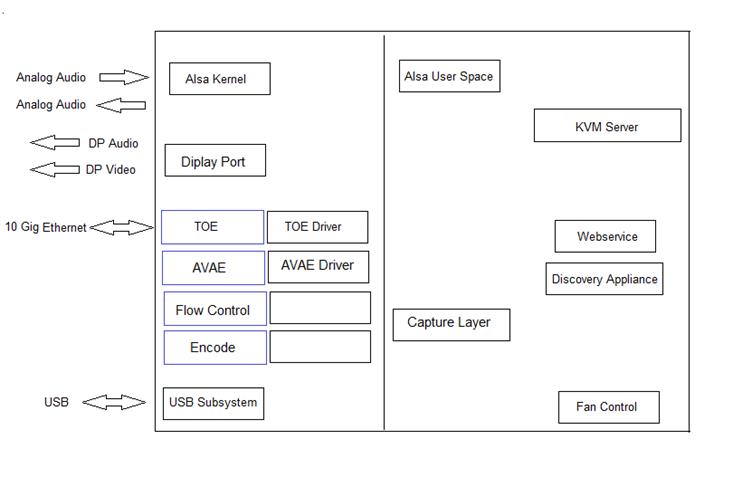 Analog Audio
Analog Audio
DP Audio
DP Video
10 Gig Ethernet
USB
Alsa Kernel
Diplay Port
TOE
TOE Driver
AVAE
AVAE Driver
Flow Control
Encode
USB Subsystem
Alsa User Space
KVM Server
Webservice
Discovery Appliance
Capture Layer
Fan Control